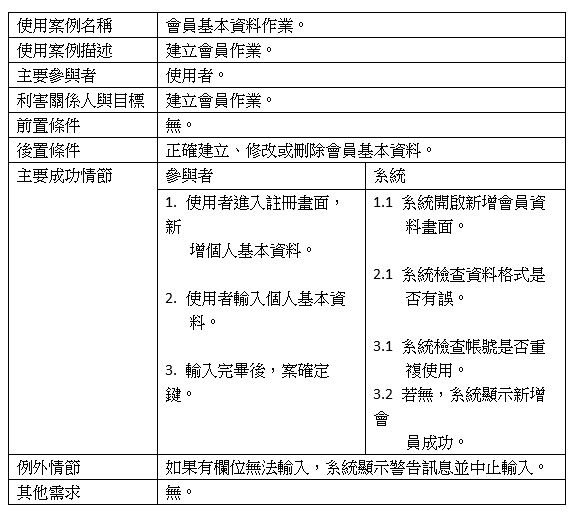 使用案例名稱 會員基本資料作業。
使用案例描述 建立會員作業。
主要參與者 使用者。
利害關係人與目標 建立會員作業。
前置條件 無。
後置條件 正確建立、修改或刪除會員基本資料。
主要成功情節 參與者 系統
1. 使用者進入註冊畫面，
新
增個人基本資料。
2. 使用者輸入個人基本資
料。
3. 輸入完畢後，案確定
鍵。
1.1 系統開啟新增會員資
料畫面。
2.1 系統檢查資料格式是
否有誤。
3.1 系統檢查帳號是否重
複使用。
3.2 若無，系統顯示新增
會
員成功。
例外情節 如果有欄位無法輸入，系統顯示警告訊息並中止輸入。
其他需求 無。